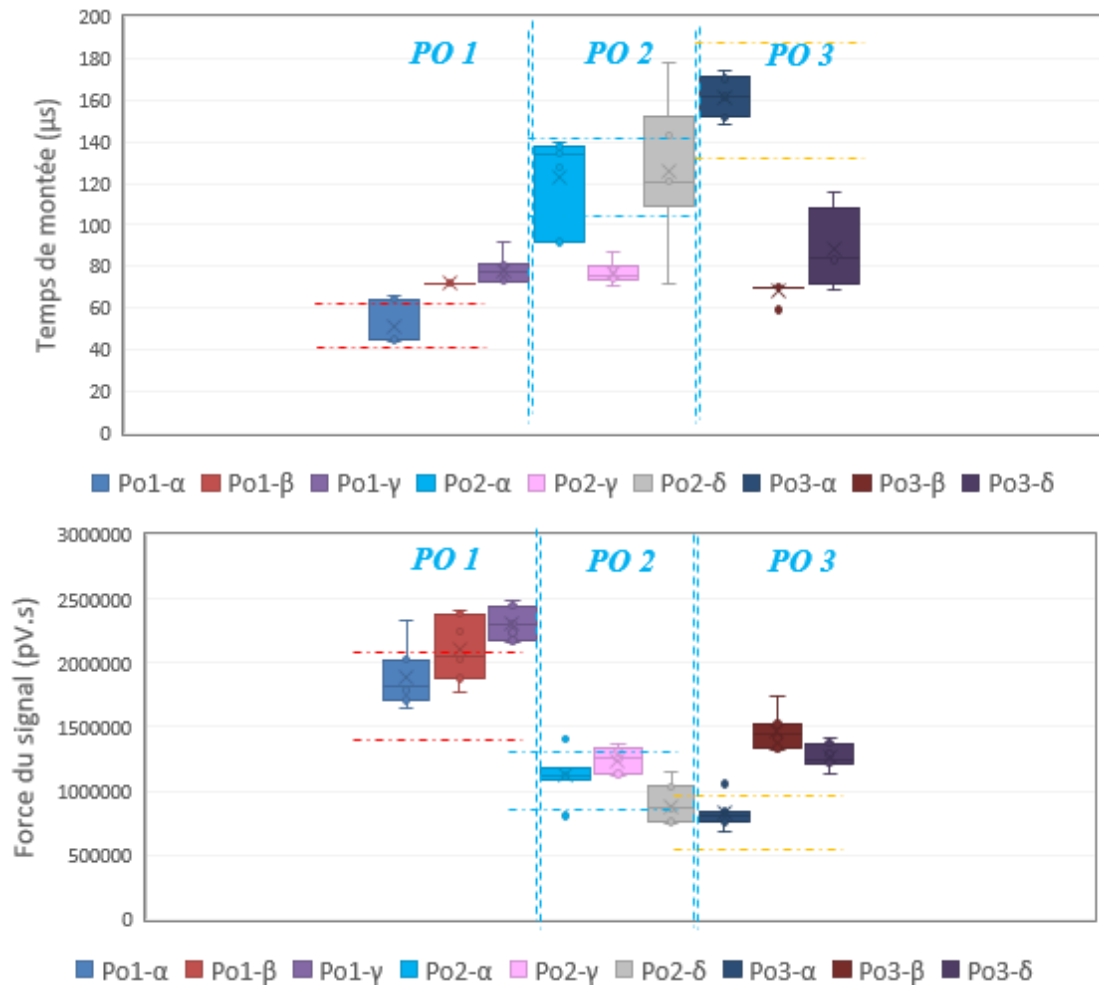 200
180
160
140
120
100
80
60
40
20
0
Temps de montée (µs)
PO 1
PO 2
PO 3
Po1-α Po1-β Po1-γ Po2-α Po2-γ Po2-δ Po3-α Po3-β Po3-δ
3000000
2500000
2000000
1500000
1000000
500000
0
Force du signal (pV.s)
PO 1
PO 2
PO 3
Po1-α Po1-β Po1-γ Po2-α Po2-γ Po2-δ Po3-α Po3-β Po3-δ